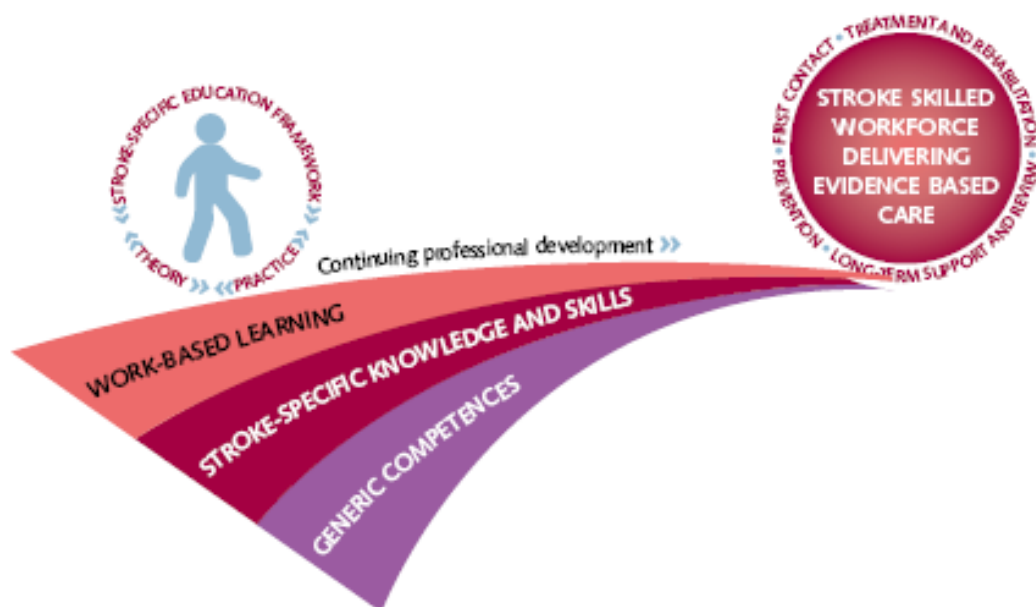 STROKE-SPECIFIC EDUCATION FRAMEWORK
»» THEORY »» ««PRACTICE»»
Continuing professional development »»
WORK-BASED LEARNING
STROKE-SPECIFIC KNOWLEDGE AND SKILLS
GENERIC COMPETENCES
PREVENTION • FIRST CONTACT • TREATMENT AND REHABILITATION • LONG-TERM SUPPORT AND REVIEW •
STROKE SKILLED
WORKFORCE
DELIVERING
EVIDENCE BASED
CARE